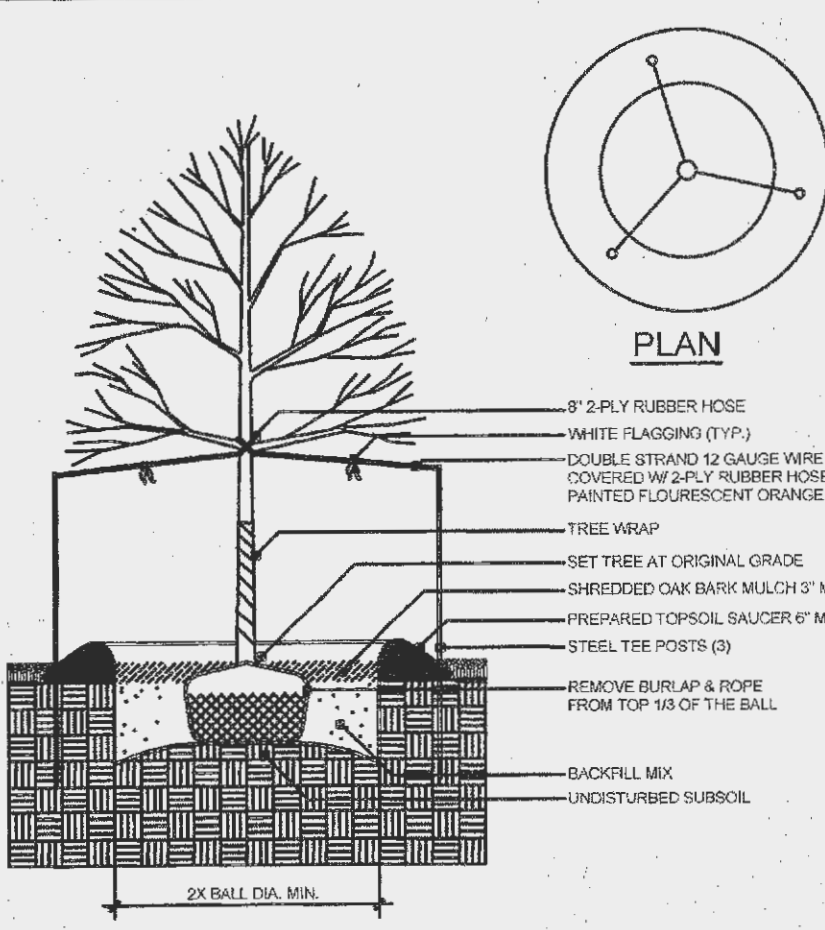 PLAN
8" 2-PLY RUBBER HOSE
WHITE FLAGGING (TYP.)
DOUBLE STRAND 12 GAUGE WIRE
COVERED W/ 2-PLY RUBBER HOSE
PAINTED FLOURESCENT ORANGE
TREE WRAP
SET TREE AT ORIGINAL GRADE
SHREDDED OAK BARK MULCH 3"
PREPARED TOPSOIL SAUCER 6"
STEEL TEE POSTS (3)
REMOVE BURLAP & ROPE
FROM TOP 1/3 OF THE BALL
BACKFILL MIX
UNDISTURBED SUBSOIL
2X BALL DIA. MIN.